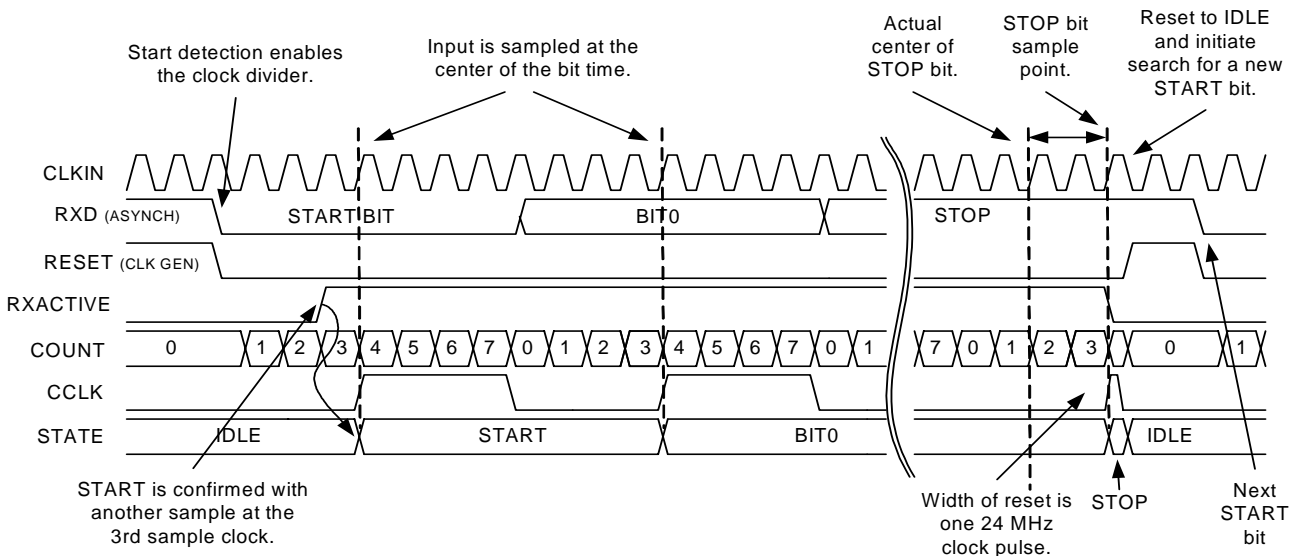 Start detection enables
the clock divider.
Input is sampled at the
center of the bit time.
Actual
center of
STOP bit.
STOP bit
sample
point.
Reset to IDLE
and initiate
search for a new
START bit.
CLKIN
RXD (ASYNCH)
START BIT
BIT0
STOP
RESET (CLK GEN)
RXACTIVE
COUNT
0 1 2 3 4 5 6 7 0 1 2 3 4 5 6 7 0 1 7 0 1 2 3 0 1
CCLK
STATE
IDLE
START
BIT0
IDLE
START is confirmed with
another sample at the
3rd sample clock.
Width of reset is
one 24 MHz
clock pulse.
STOP
Next
START
bit